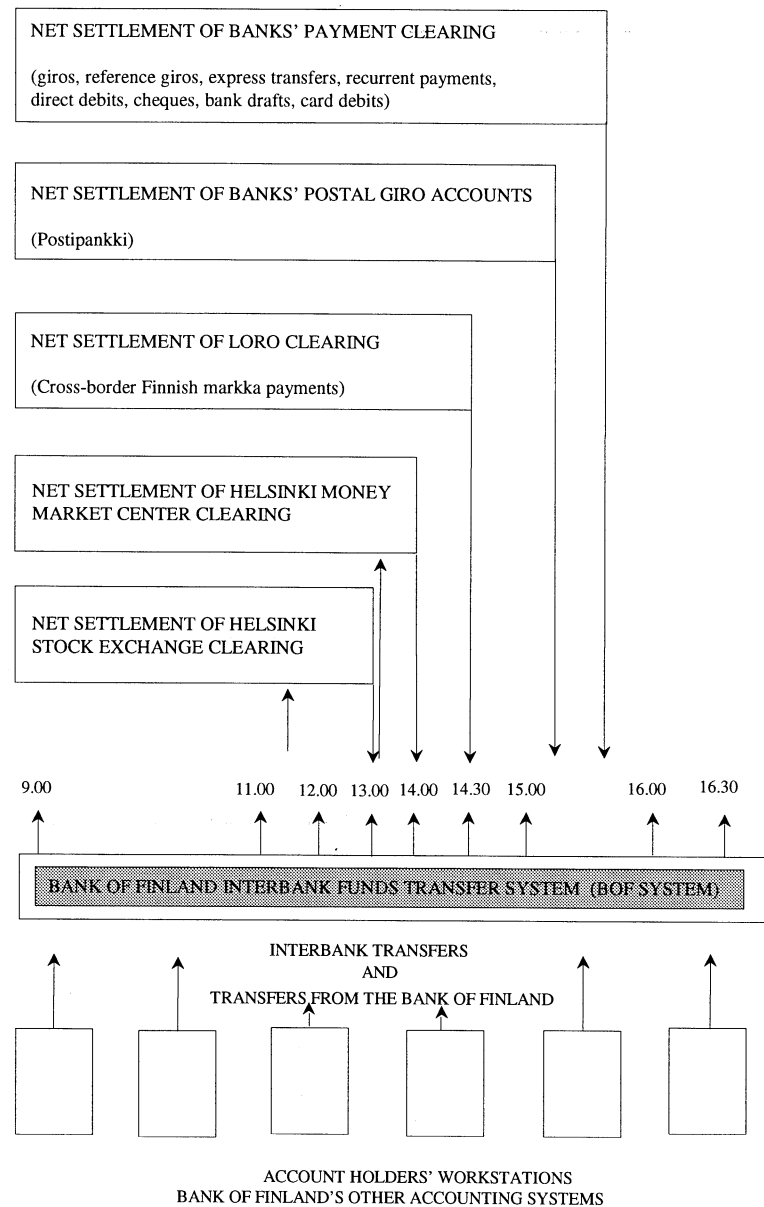 NET SETTLEMENT OF BANKS' PAYMENT CLEARING
(giros, reference giros, express transfers, recurrent payments,
direct debits, cheques, bank drafts, card debits)
NET SETTLEMENT OF BANKS' POSTAL GIRO ACCOUNTS
(Postipankki)
NET SETTLEMENT OF LORO CLEARING
(Cross-border Finnish markka payments)
NET SETTLEMENT OF HELSINKI MONEY
MARKET CENTER CLEARING
NET SETTLEMENT OF HELSINKI
STOCK EXCHANGE CLEARING
9.00 11.00 12.00 13.00 14.00 14.30 15.00 16.00 16.30
BANK OF FINLAND INTERBANK FUNDS TRANSFER SYSTEM (BOF SYSTEM)
INTERBANK TRANSFERS
AND
TRANSFERS FROM THE BANK OF FINLAND
ACCOUNT HOLDERS' WORKSTATIONS
BANK OF FINLAND'S OTHER ACCOUNTING SYSTEMS